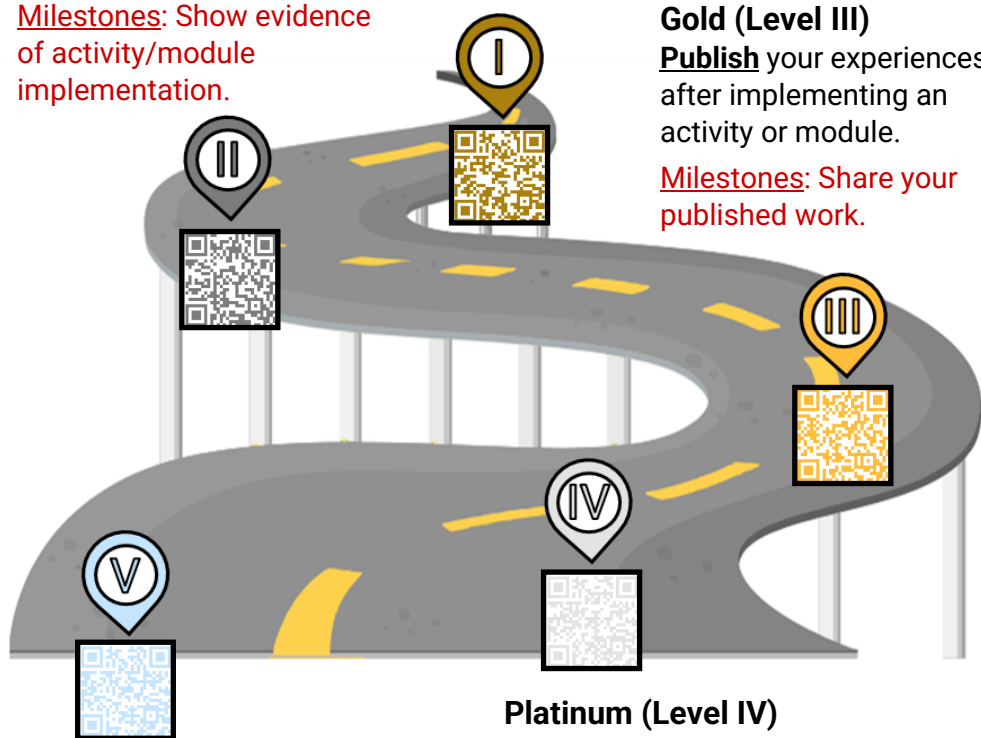 Milestones: Show evidence
of activity/module
implementation.
I
Gold (Level III)
Publish your experiences
after implementing an
activity or module.
Milestones: Share your
published work.
II
III
IV
V
Platinum (Level IV)